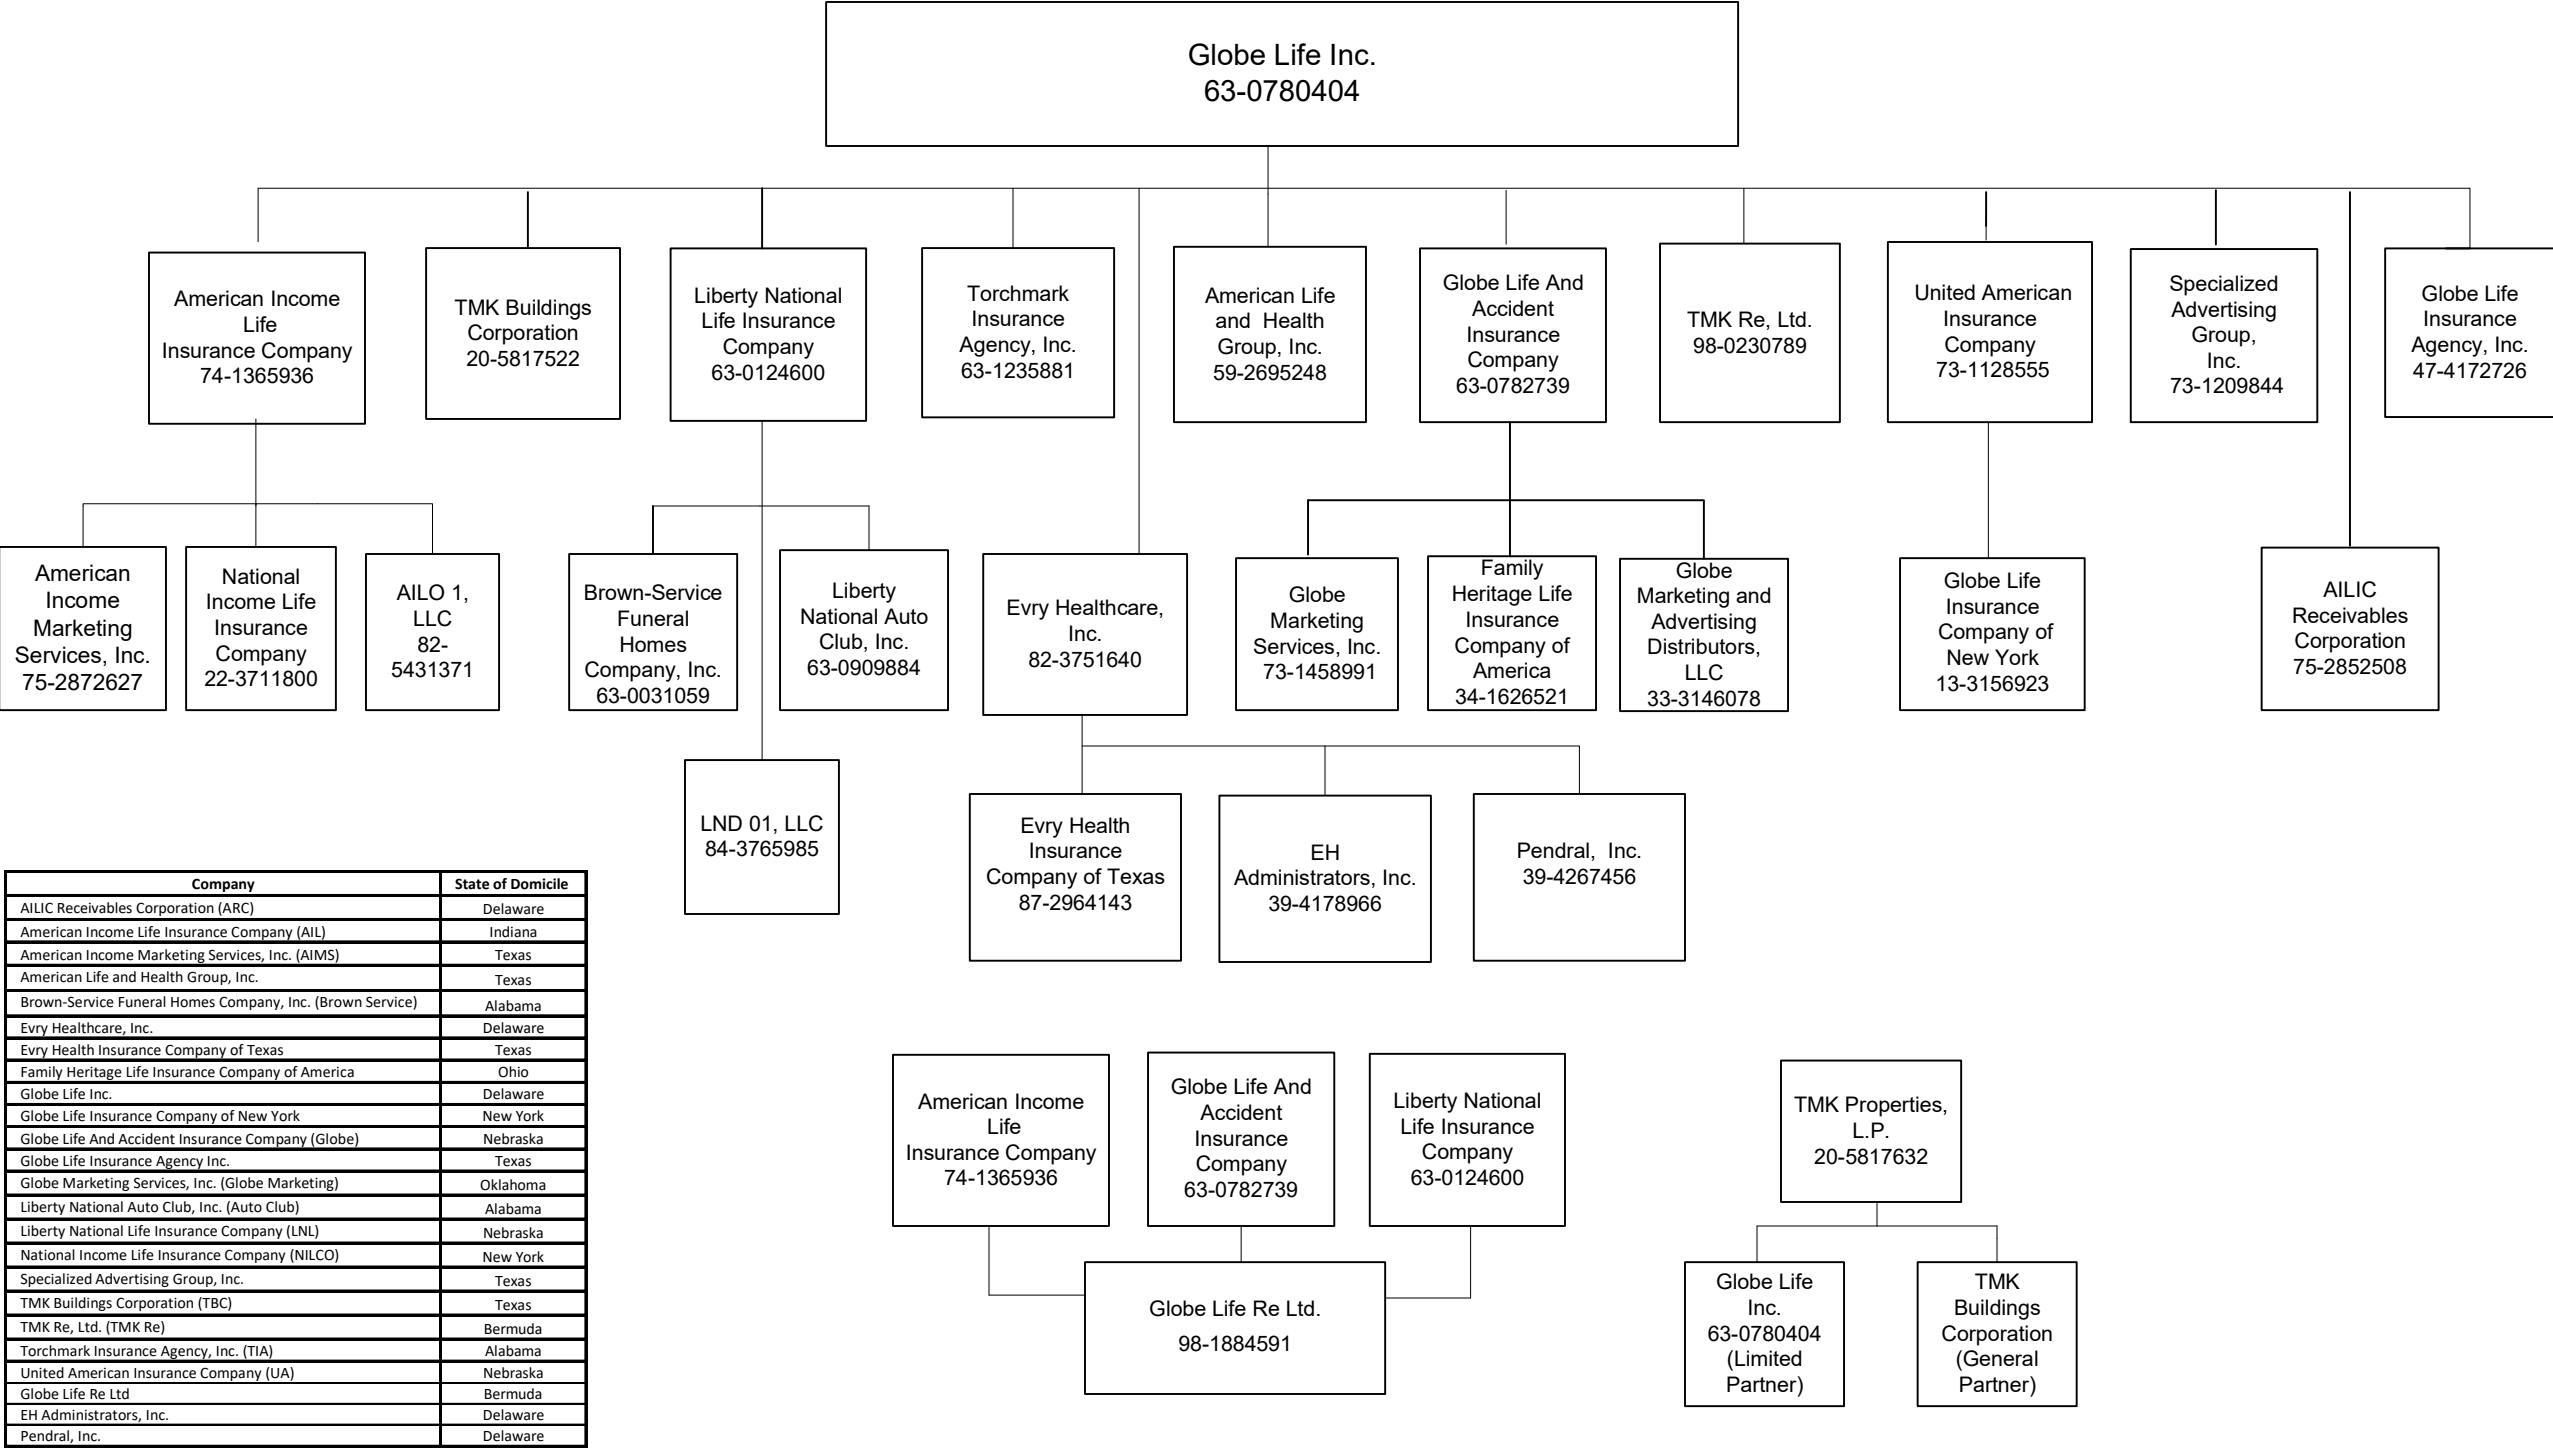 Globe Life Inc.
63-0780404
American Income
Life
Insurance Company
74-1365936
TMK Buildings
Corporation
20-5817522
Liberty National
Life Insurance
Company
63-0124600
Torchmark
Insurance
Agency, Inc.
63-1235881
American Life
and Health
Group, Inc.
59-2695248
Globe Life And
Accident
Insurance
Company
63-0782739
TMK Re, Ltd.
98-0230789
United American
Insurance
Company
73-1128555
Specialized
Advertising
Group,
Inc.
73-1209844
Globe Life
Insurance
Agency, Inc.
47-4172726
American
Income
Marketing
Services, Inc.
75-2872627
National
Income Life
Insurance
Company
22-3711800
AILO 1,
LLC
82-
5431371
Brown-Service
Funeral
Homes
Company, Inc.
63-0031059
Liberty
National Auto
Club, Inc.
63-0909884
Evry Healthcare,
Inc.
82-3751640
Globe
Marketing
Services, Inc.
73-1458991
Family
Heritage Life
Insurance
Company of
America
34-1626521
Globe
Marketing and
Advertising
Distributors,
LLC
33-3146078
Globe Life
Insurance
Company of
New York
13-3156923
AILIC
Receivables
Corporation
75-2852508
LND 01, LLC
84-3765985
Evry Health
Insurance
Company of Texas
87-2964143
EH
Administrators, Inc.
39-4178966
Pendral, Inc.
39-4267456
Company State of Domicile
AILIC Receivables Corporation (ARC) Delaware
American Income Life Insurance Company (AIL) Indiana
American Income Marketing Services, Inc. (AIMS) Texas
American Life and Health Group, Inc. Texas
Brown-Service Funeral Homes Company, Inc. (Brown Service) Alabama
Evry Healthcare, Inc. Delaware
Evry Health Insurance Company of Texas Texas
Family Heritage Life Insurance Company of America Ohio
Globe Life Inc. Delaware
Globe Life Insurance Company of New York New York
Globe Life And Accident Insurance Company (Globe) Nebraska
Globe Life Insurance Agency Inc. Texas
Globe Marketing Services, Inc. (Globe Marketing) Oklahoma
Liberty National Auto Club, Inc. (Auto Club) Alabama
Liberty National Life Insurance Company (LNL) Nebraska
National Income Life Insurance Company (NILCO) New York
Specialized Advertising Group, Inc. Texas
TMK Buildings Corporation (TBC) Texas
TMK Re, Ltd. (TMK Re) Bermuda
Torchmark Insurance Agency, Inc. (TIA) Alabama
United American Insurance Company (UA) Nebraska
Globe Life Re Ltd Bermuda
EH Administrators, Inc. Delaware
Pendral, Inc. Delaware
American Income
Life
Insurance Company
74-1365936
Globe Life And
Accident
Insurance
Company
63-0782739
Liberty National
Life Insurance
Company
63-0124600
Globe Life Re Ltd.
98-1884591
TMK Properties,
L.P.
20-5817632
Globe Life
Inc.
63-0780404
(Limited
Partner)
TMK
Buildings
Corporation
(General
Partner)